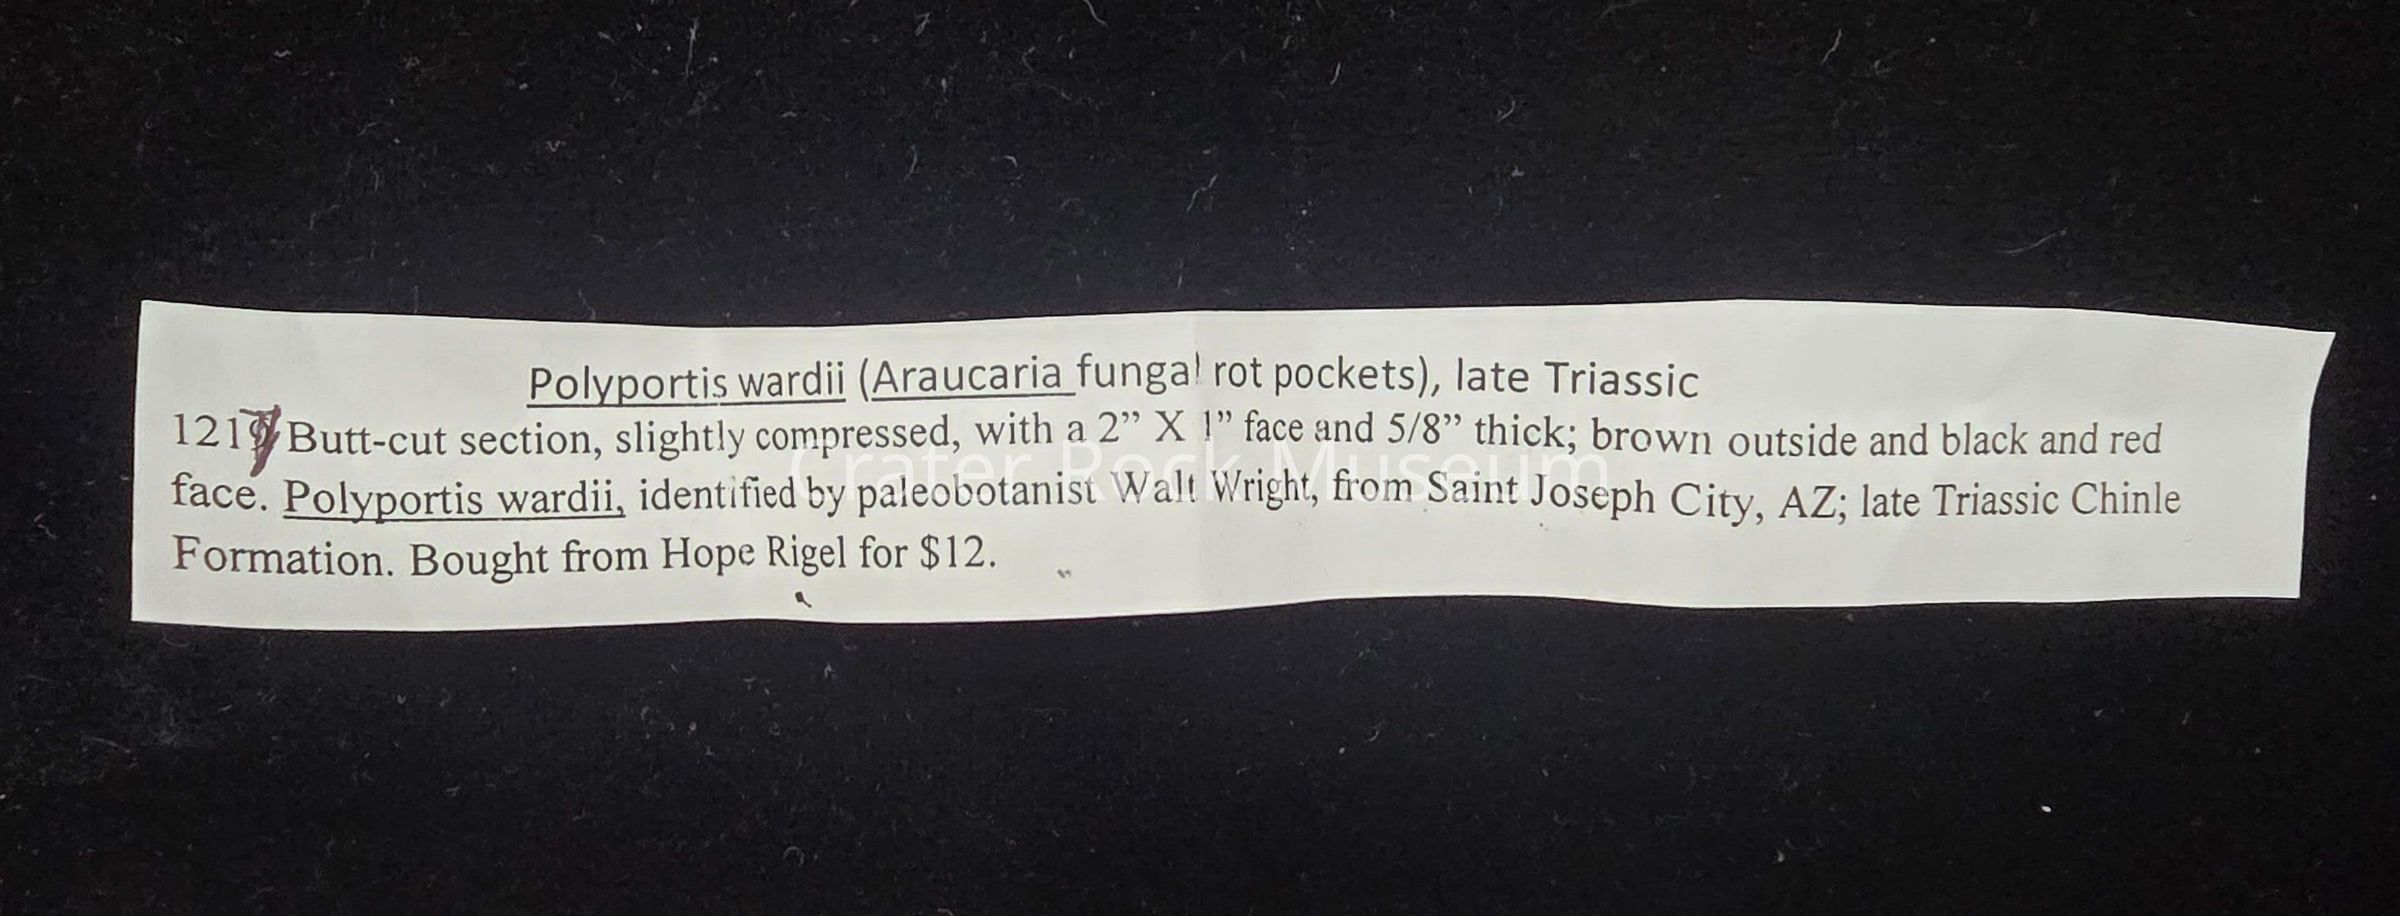 Polyportis wardii (Araucaria fungal rot pockets), late Triassic
Butt-cut section, slightly compressed, with a 2” X 1” face and 5/8” thick; brown outside and black and red
face. Polyportis wardii, identified by paleobotanist Walt Wright, from Saint Joseph City, AZ; late Triassic Chinle
Formation. Bought from Hope Rigel for $12.
Crater Rock Museum